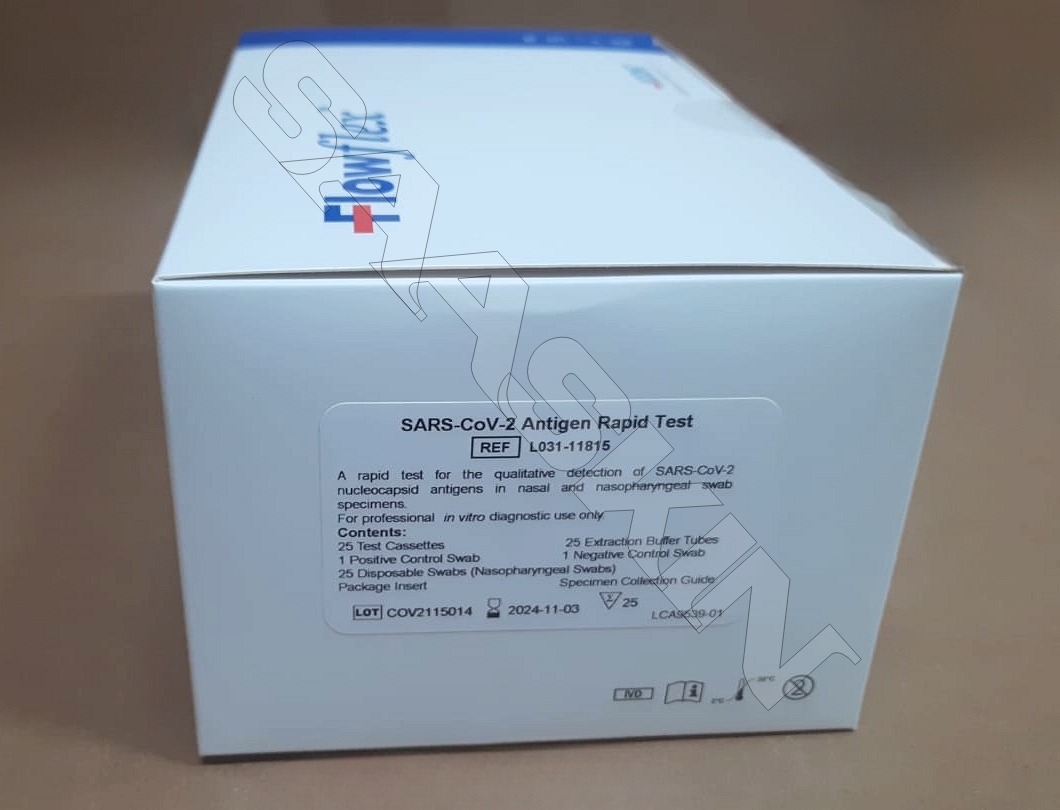 Flowflex
SARS-CoV-2 Antigen Rapid Test
REF L031-11815
A rapid test for the qualitative detection of SARS-CoV-2
nucleocapsid antigens in nasal and nasopharyngeal swab
specimens.
For professional in vitro diagnostic use only
Contents:
25 Test Cassettes 25 Extraction Buffer Tubes
1 Positive Control Swab 1 Negative Control Swab
25 Disposable Swabs (Nasopharyngeal Swabs)
Package Insert Specimen Collection Guide
LOT COV2115014 2024-11-03 Σ 25 LCA9539-01
IVD i 2°C 30°C 2